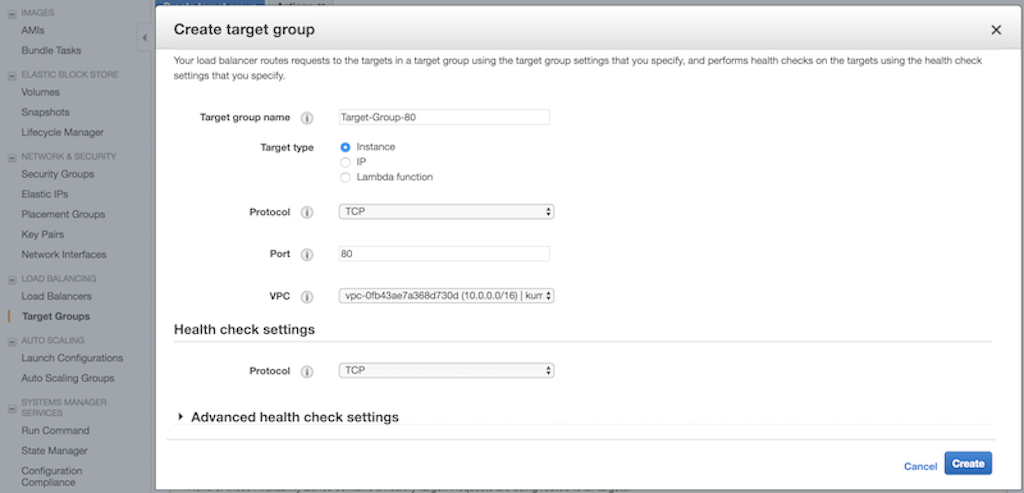 IMAGES
AMIs
Bundle Tasks
ELASTIC BLOCK STORE
Volumes
Snapshots
Lifecycle Manager
NETWORK & SECURITY
Security Groups
Elastic IPs
Placement Groups
Key Pairs
Network Interfaces
LOAD BALANCING
Load Balancers
Target Groups
AUTO SCALING
Launch Configurations
Auto Scaling Groups
SYSTEMS MANAGER
SERVICES
Run Command
State Manager
Configuration
Compliance
Create target group
Your load balancer routes requests to the targets in a target group using the target group settings that you specify, and performs health checks on the targets using the health check
settings that you specify.
Target group name Target-Group-80
Target type Instance
IP
Lambda function
Protocol TCP
Port 80
VPC vpc-0fb43ae7a368d730d (10.0.0.0/16) | kurr
Health check settings
Protocol TCP
Advanced health check settings
Cancel Create